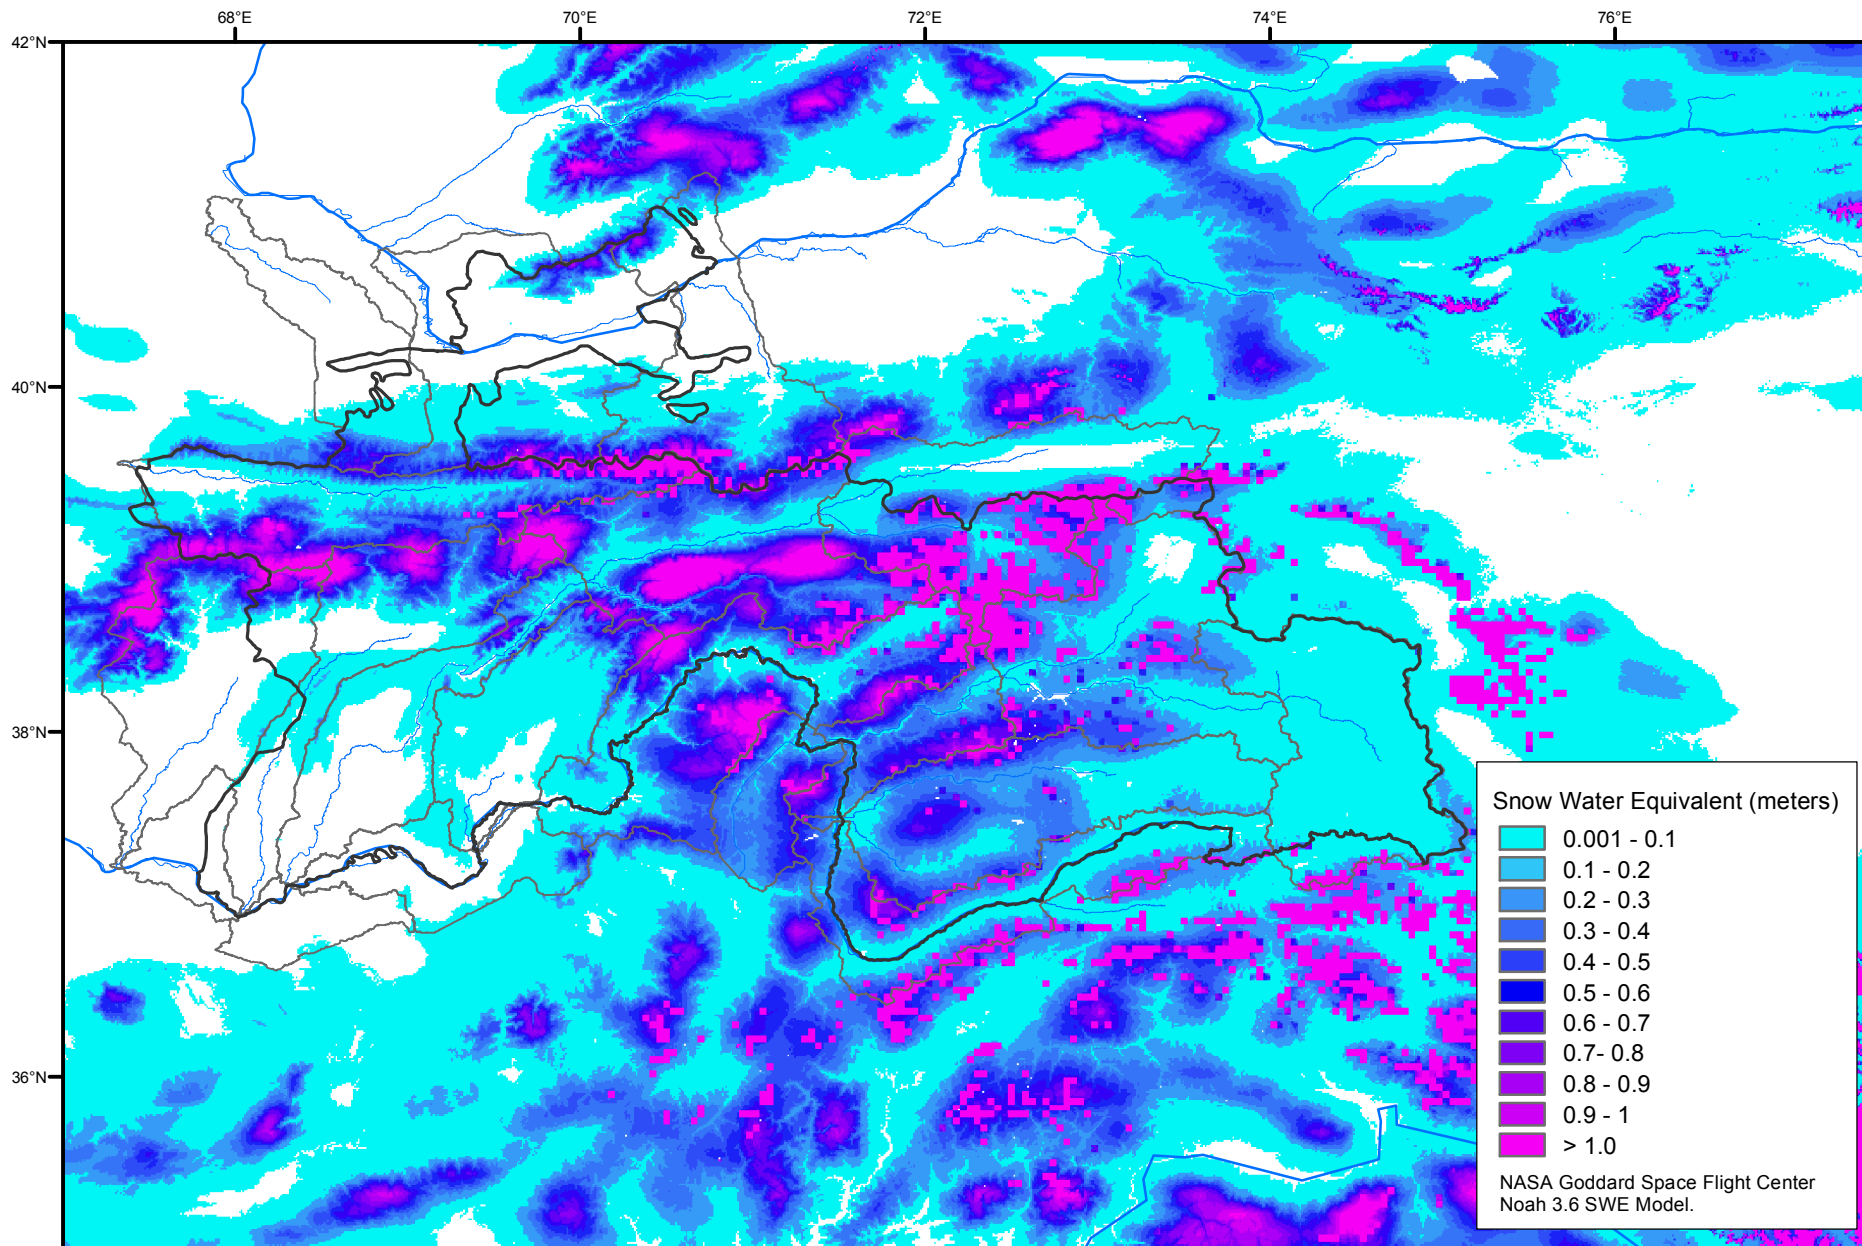 68°E 70°E 72°E 74°E 76°E
42°N
40°N
38°N
36°N
Snow Water Equivalent (meters)
0.001 - 0.1
0.1 - 0.2
0.2 - 0.3
0.3 - 0.4
0.4 - 0.5
0.5 - 0.6
0.6 - 0.7
0.7- 0.8
0.8 - 0.9
0.9 - 1
> 1.0
NASA Goddard Space Flight Center
Noah 3.6 SWE Model.